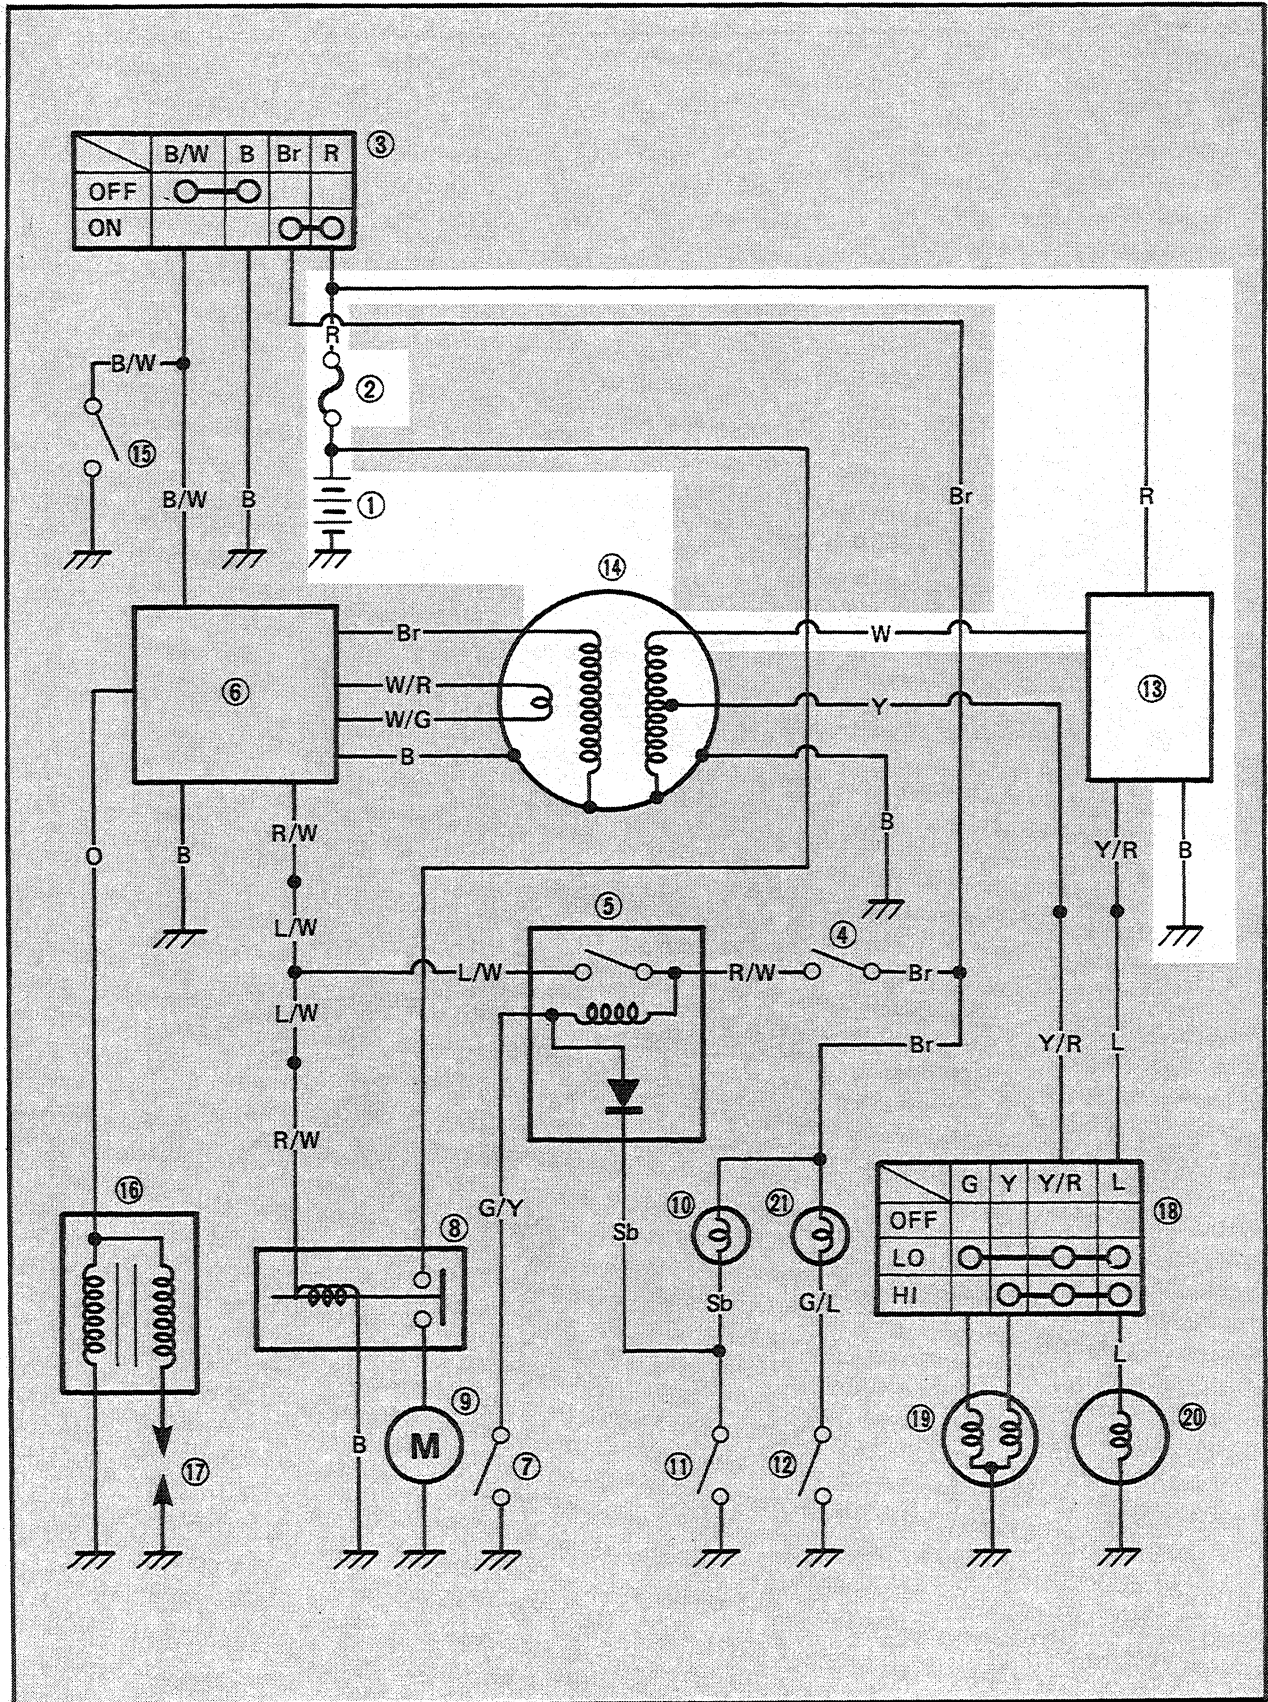 B/W B Br R ③
OFF
ON
R
B/W
②
⑮
B/W B ① Br R
⑭
Br W
⑥ W/R ⑬
W/G Y
B
B
R/W
O B Y/R B
⑤
L/W ④
L/W R/W Br
L/W
Br Y/R L
R/W
⑯ G Y Y/R L
G/Y ⑩ ㉑ OFF ⑱
⑧ Sb LO
Sb G/L HI
L
⑨ ⑲ ⑳
B M ⑦ ⑪ ⑫
⑰